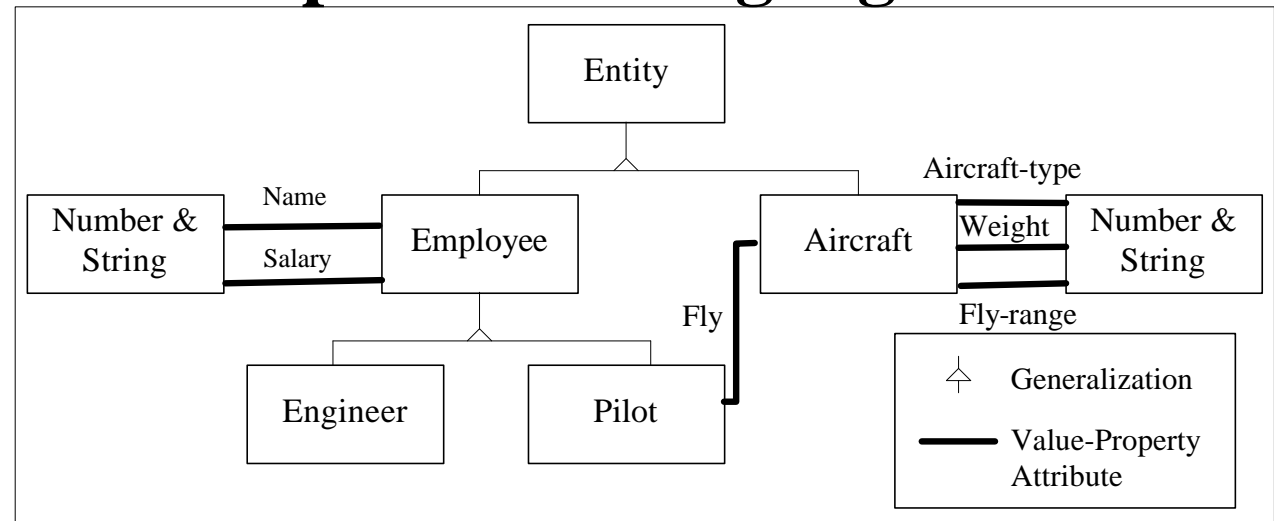 Entity
Aircraft-type
Name
Number &
String
Employee
Aircraft
Weight
Number &
String
Salary
Fly
Fly-range
Engineer
Pilot
Generalization
Value-Property
Attribute